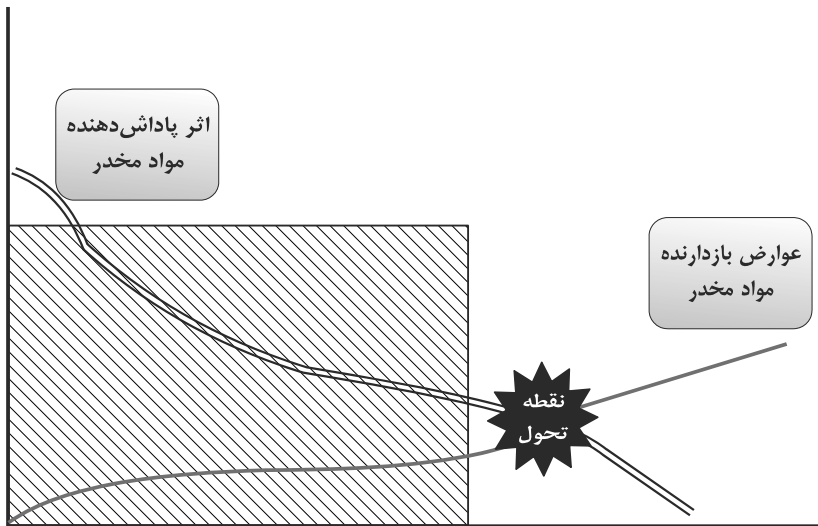 اثر پاداش‌دهنده
مواد مخدر
عوارض بازدارنده
مواد مخدر
نقطه
تحول